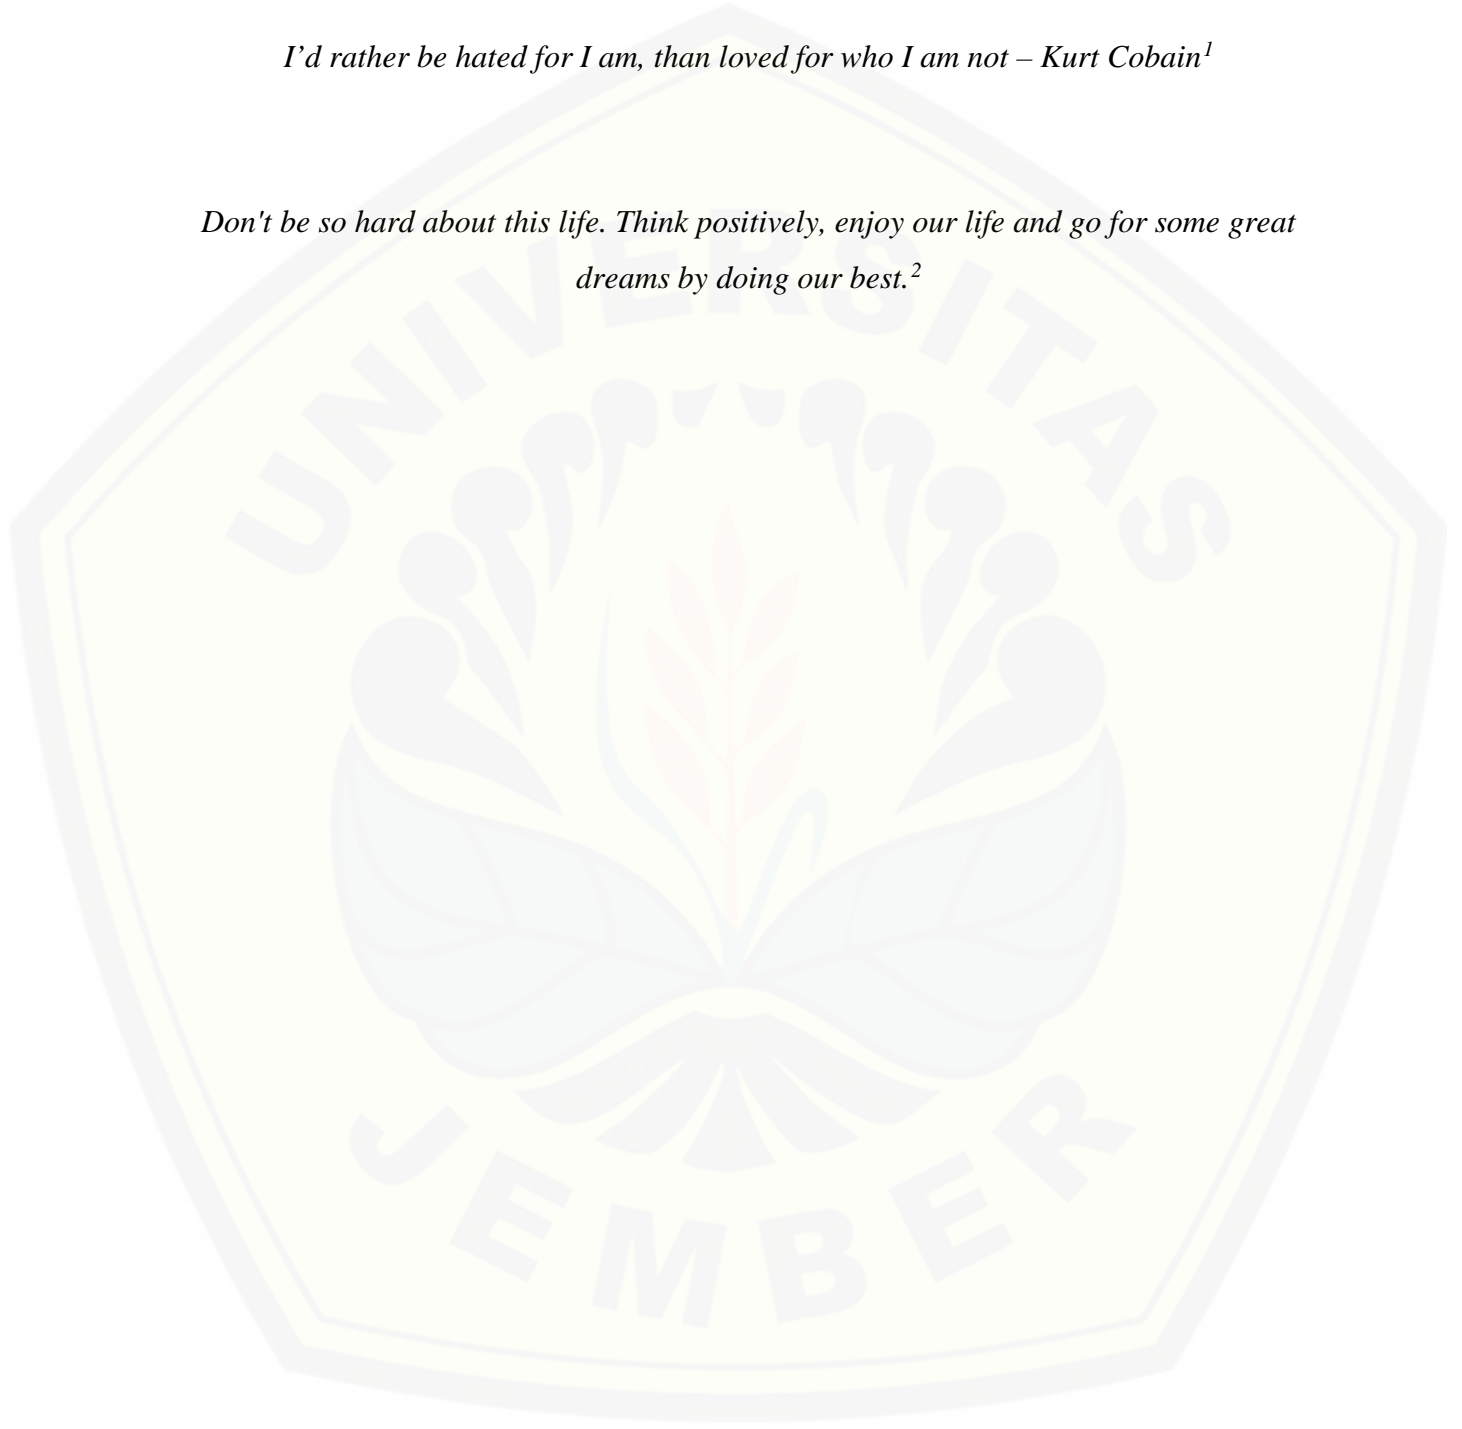 I’d rather be hated for I am, than loved for who I am not – Kurt Cobain1
Don't be so hard about this life. Think positively, enjoy our life and go for some great
dreams by doing our best.2
UNIVERSITAS
JEMBER